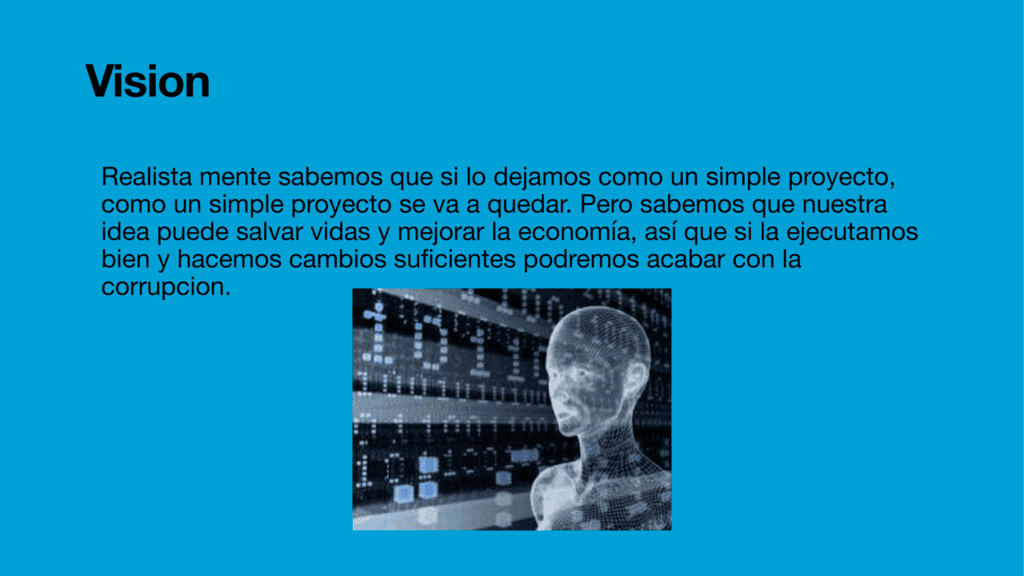 Vision
Realista mente sabemos que si lo dejamos como un simple proyecto,
como un simple proyecto se va a quedar. Pero sabemos que nuestra
idea puede salvar vidas y mejorar la economía, así que si la ejecutamos
bien y hacemos cambios suficientes podremos acabar con la
corrupcion.